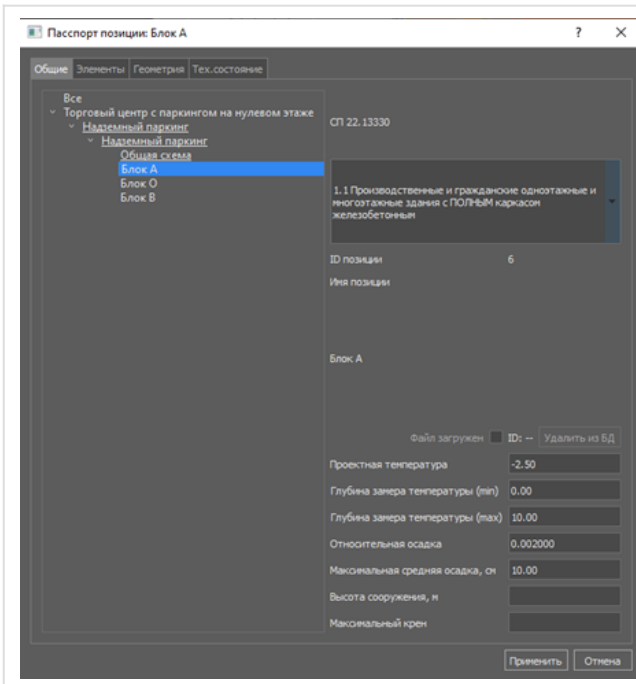 Паспорт позиции: Блок А
? ×
Общие Элементы Геометрия Тех.состояние
Все
Торговый центр с паркингом на нулевом этаже
Надземный паркинг
Надземный паркинг
Общая схема
Блок А
Блок О
Блок В
СП 22.13330
1.1 Производственные и гражданские одноэтажные и
многоэтажные здания с ПОЛНЫМ каркасом
железобетонным
ID позиции 6
Имя позиции
Блок А
Файл загружен ID: -- Удалить из БД
Проектная температура -2.50
Глубина замера температуры (min) 0.00
Глубина замера температуры (max) 10.00
Относительная осадка 0.002000
Максимальная средняя осадка, см 10.00
Высота сооружения, м
Максимальный крен
Применить Отмена